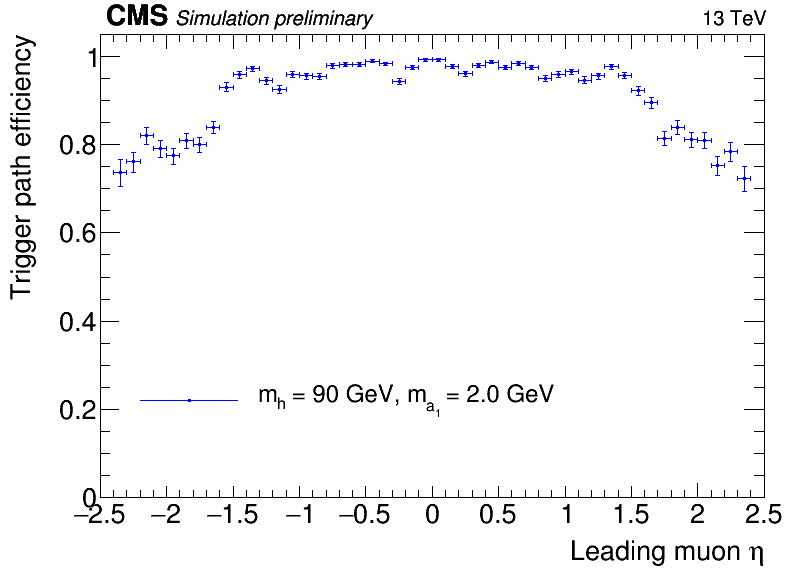 CMS Simulation preliminary 13 TeV
Trigger path efficiency
1
0.8
0.6
0.4
0.2
0
m_h = 90 GeV, m_{a_1} = 2.0 GeV
−2.5 −2 −1.5 −1 −0.5 0 0.5 1 1.5 2 2.5
Leading muon η